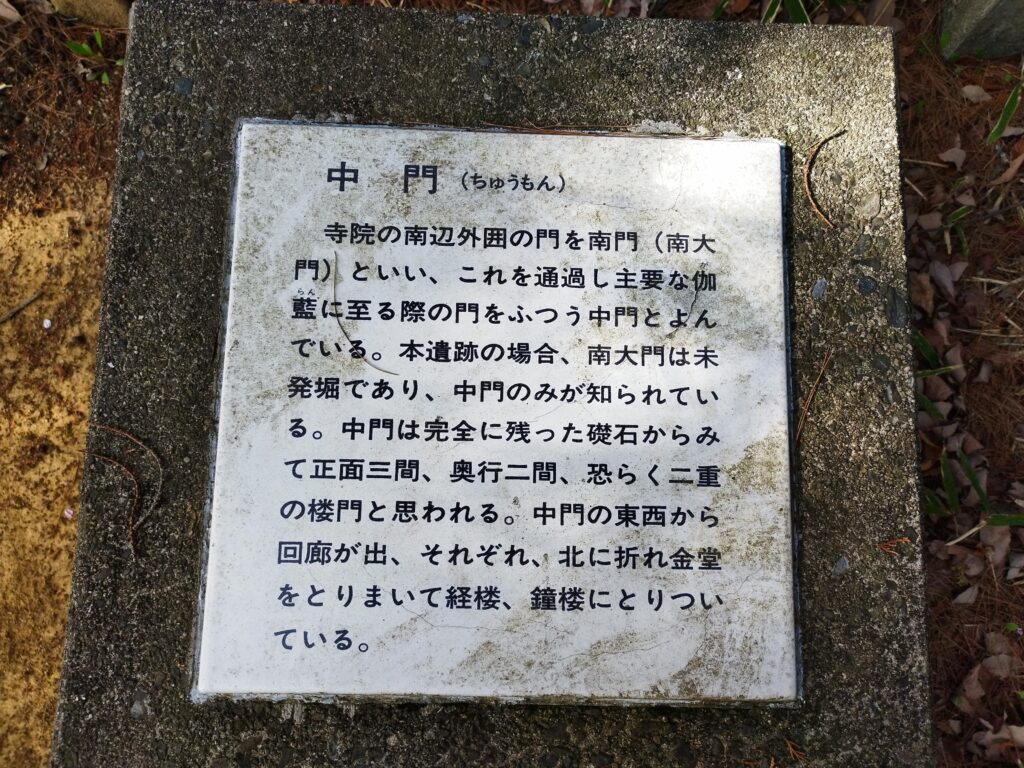 中門（ちゅうもん）
寺院の南辺外囲の門を南門（南大
門）といい、これを通過し主要な伽
藍に至る際の門をふつう中門とよん
でいる。本遺跡の場合、南大門は未
発堀であり、中門のみが知られてい
る。中門は完全に残った礎石からみ
て正面三間、奥行二間、恐らく二重
の楼門と思われる。中門の東西から
回廊が出、それぞれ、北に折れ金堂
をとりまいて経楼、鐘楼にとりつい
ている。